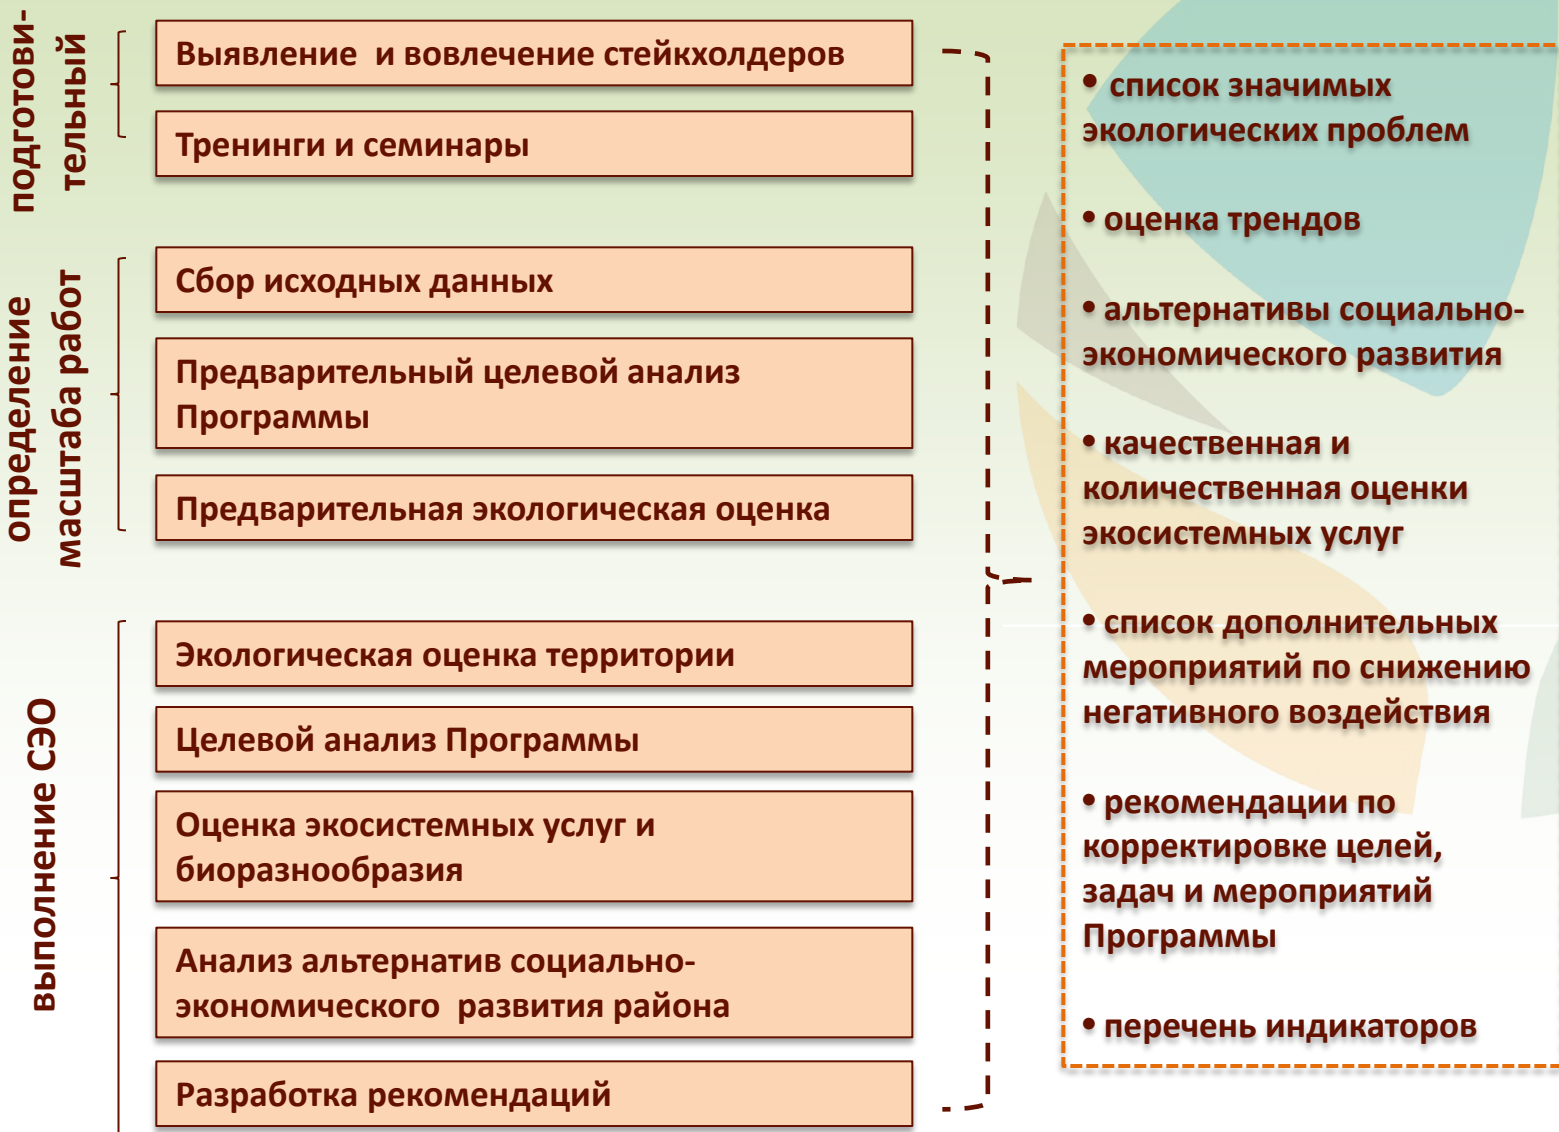 подготови-
тельный
Выявление и вовлечение стейкхолдеров
Тренинги и семинары
определение
масштаба работ
Сбор исходных данных
Предварительный целевой анализ
Программы
Предварительная экологическая оценка
выполнение СЭО
Экологическая оценка территории
Целевой анализ Программы
Оценка экосистемных услуг и
биоразнообразия
Анализ альтернатив социально-
экономического развития района
Разработка рекомендаций
• список значимых
экологических проблем
• оценка трендов
• альтернативы социально-
экономического развития
• качественная и
количественная оценки
экосистемных услуг
• список дополнительных
мероприятий по снижению
негативного воздействия
• рекомендации по
корректировке целей,
задач и мероприятий
Программы
• перечень индикаторов